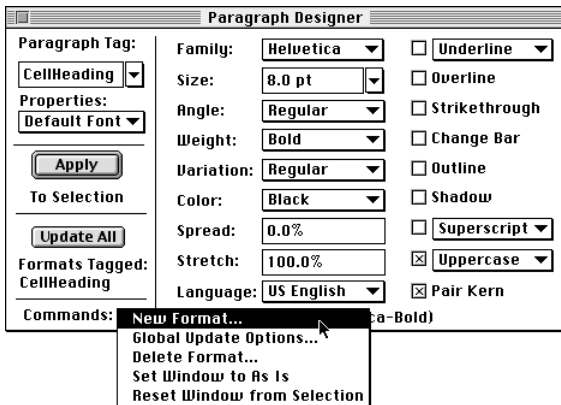 Paragraph Designer
Paragraph Tag:
CellHeading
Properties:
Default Font
Apply
To Selection
Update All
Formats Tagged:
CellHeading
Commands:
Family: Helvetica
Size: 8.0 pt
Angle: Regular
Weight: Bold
Variation: Regular
Color: Black
Spread: 0.0%
Stretch: 100.0%
Language: US English
Underline
Overline
Strikethrough
Change Bar
Outline
Shadow
Superscript
Uppercase
Pair Kern
New Format...
ca-Bold)
Global Update Options...
Delete Format...
Set Window to As Is
Reset Window from Selection